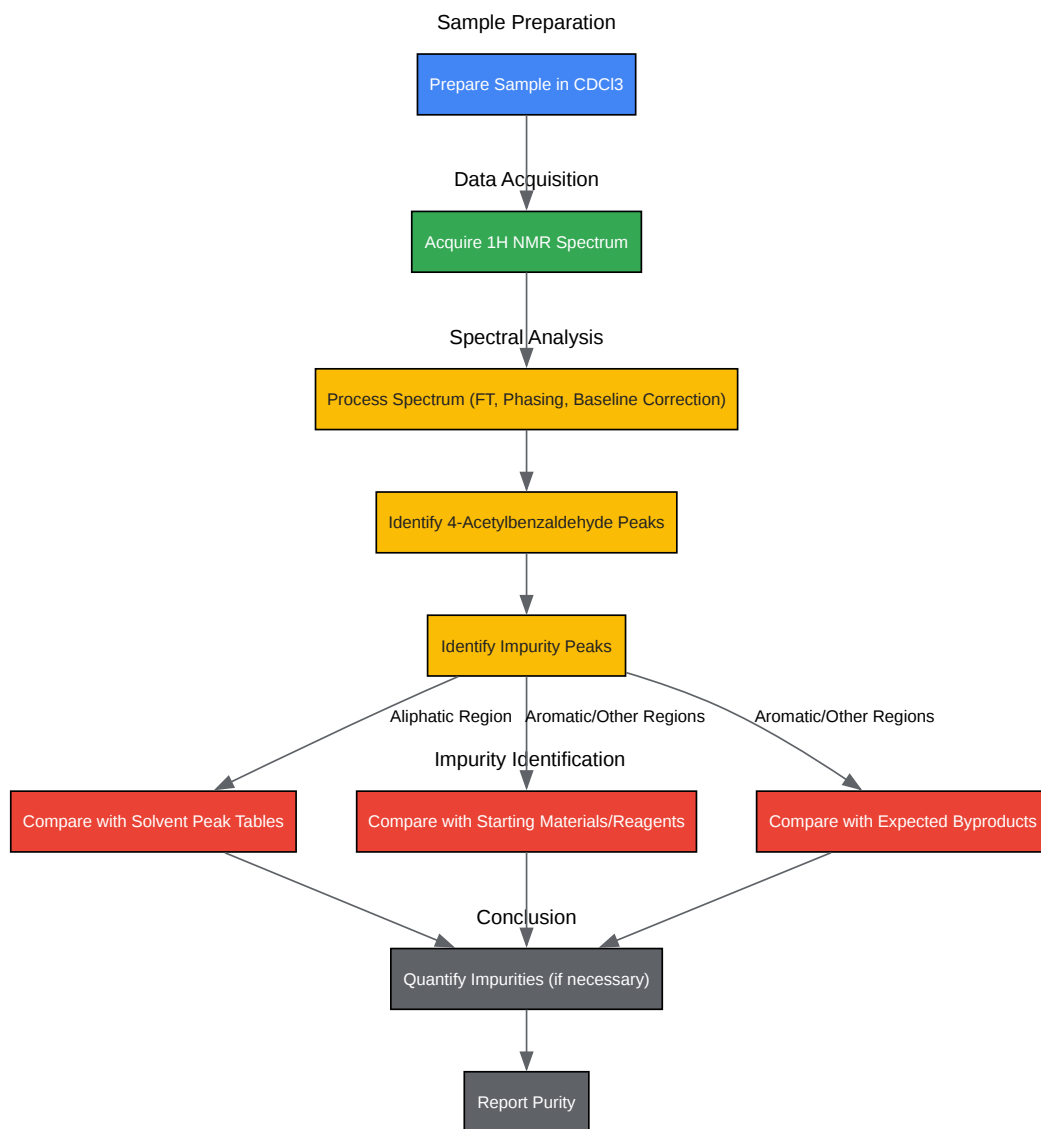 Sample Preparation
Prepare Sample in CDCl3
Data Acquisition
Acquire 1H NMR Spectrum
Spectral Analysis
Process Spectrum (FT, Phasing, Baseline Correction)
Identify 4-Acetylbenzaldehyde Peaks
Identify Impurity Peaks
Aliphatic Region
Aromatic/Other Regions
Aromatic/Other Regions
Impurity Identification
Compare with Solvent Peak Tables
Compare with Starting Materials/Reagents
Compare with Expected Byproducts
Conclusion
Quantify Impurities (if necessary)
Report Purity